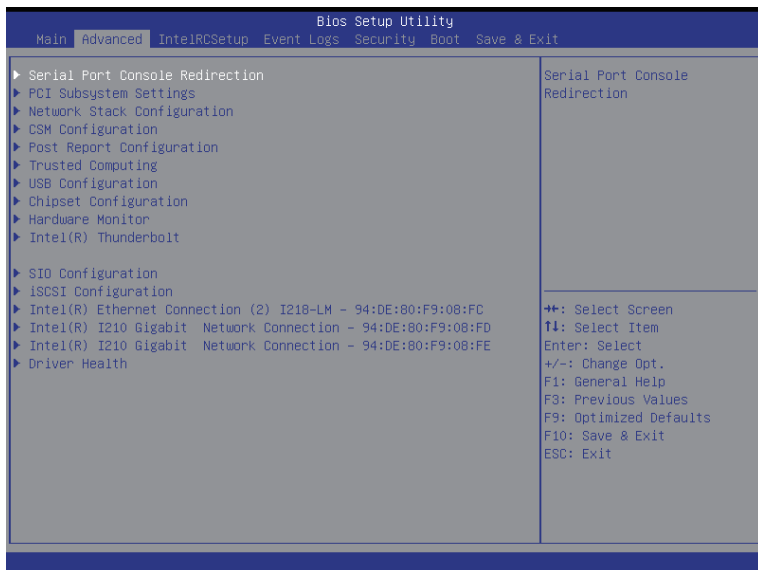 Bios Setup Utility
Main Advanced IntelRCSetup Event Logs Security Boot Save & Exit
Serial Port Console Redirection
PCI Subsystem Settings
Network Stack Configuration
CSM Configuration
Post Report Configuration
Trusted Computing
USB Configuration
Chipset Configuration
Hardware Monitor
Intel(R) Thunderbolt
SIO Configuration
iSCSI Configuration
Intel(R) Ethernet Connection (2) I218-LM - 94:DE:80:F9:08:FC
Intel(R) I210 Gigabit Network Connection - 94:DE:80:F9:08:FD
Intel(R) I210 Gigabit Network Connection - 94:DE:80:F9:08:FE
Driver Health
Serial Port Console
Redirection
→←: Select Screen
↑↓: Select Item
Enter: Select
+/-: Change Opt.
F1: General Help
F3: Previous Values
F9: Optimized Defaults
F10: Save & Exit
ESC: Exit